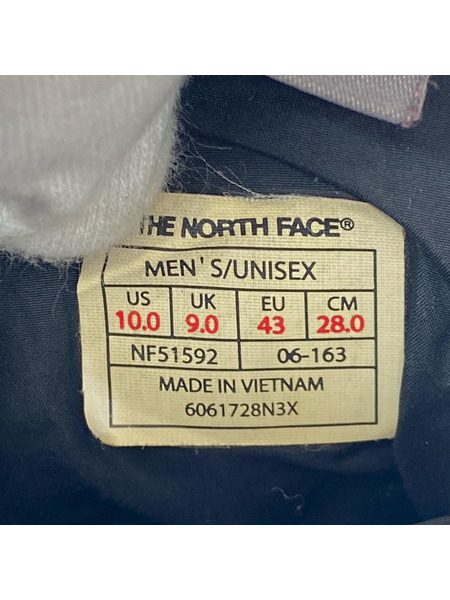 THE NORTH FACE®
MEN'S/UNISEX
US UK EU CM
10.0 9.0 43 28.0
NF51592 06-163
MADE IN VIETNAM
6061728N3X